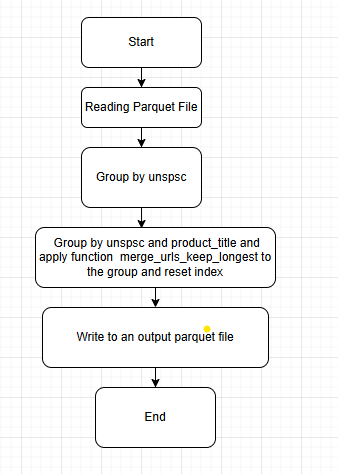 Start
Reading Parquet File
Group by unspsc
Group by unspsc and product_title and
apply function merge_urls_keep_longest to
the group and reset index
Write to an output parquet file
End